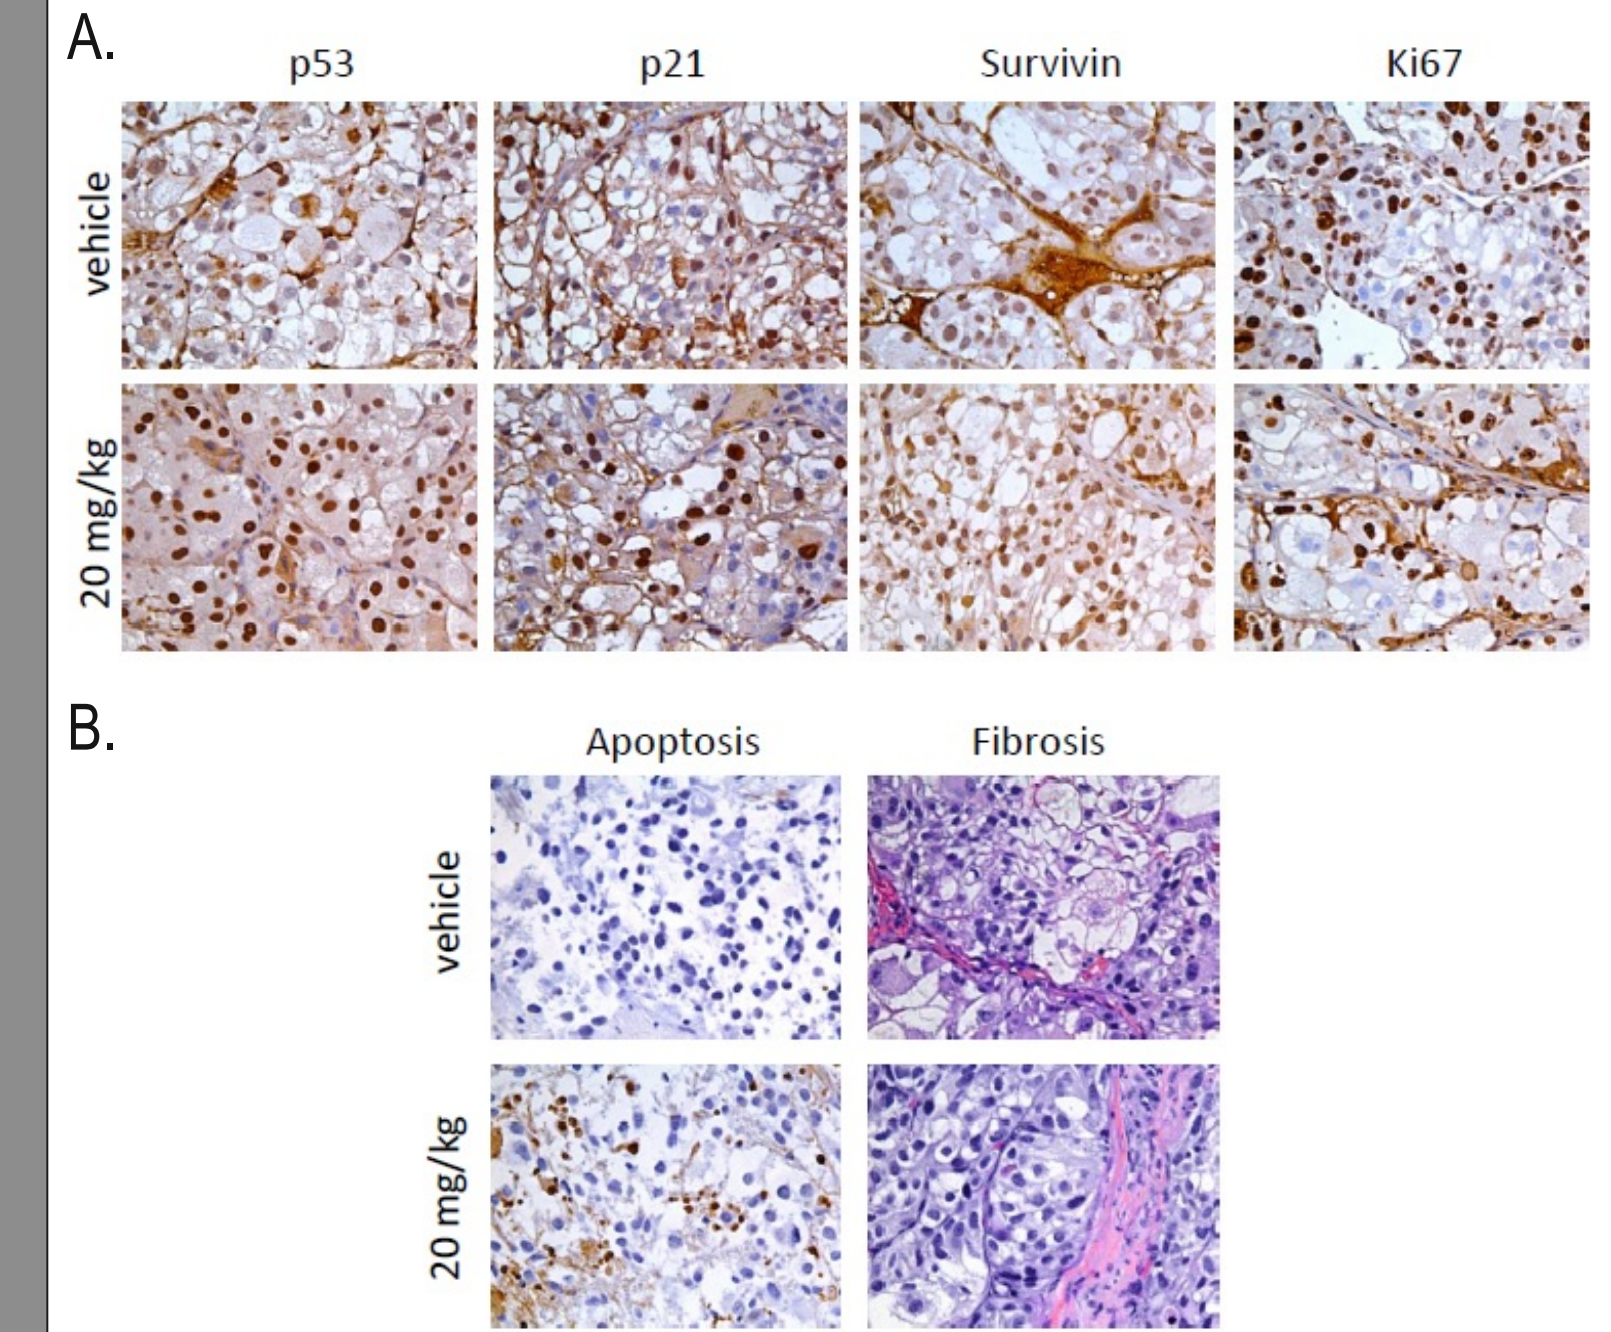 A.
p53 p21 Survivin Ki67
vehicle
20 mg/kg
B.
Apoptosis Fibrosis
vehicle
20 mg/kg